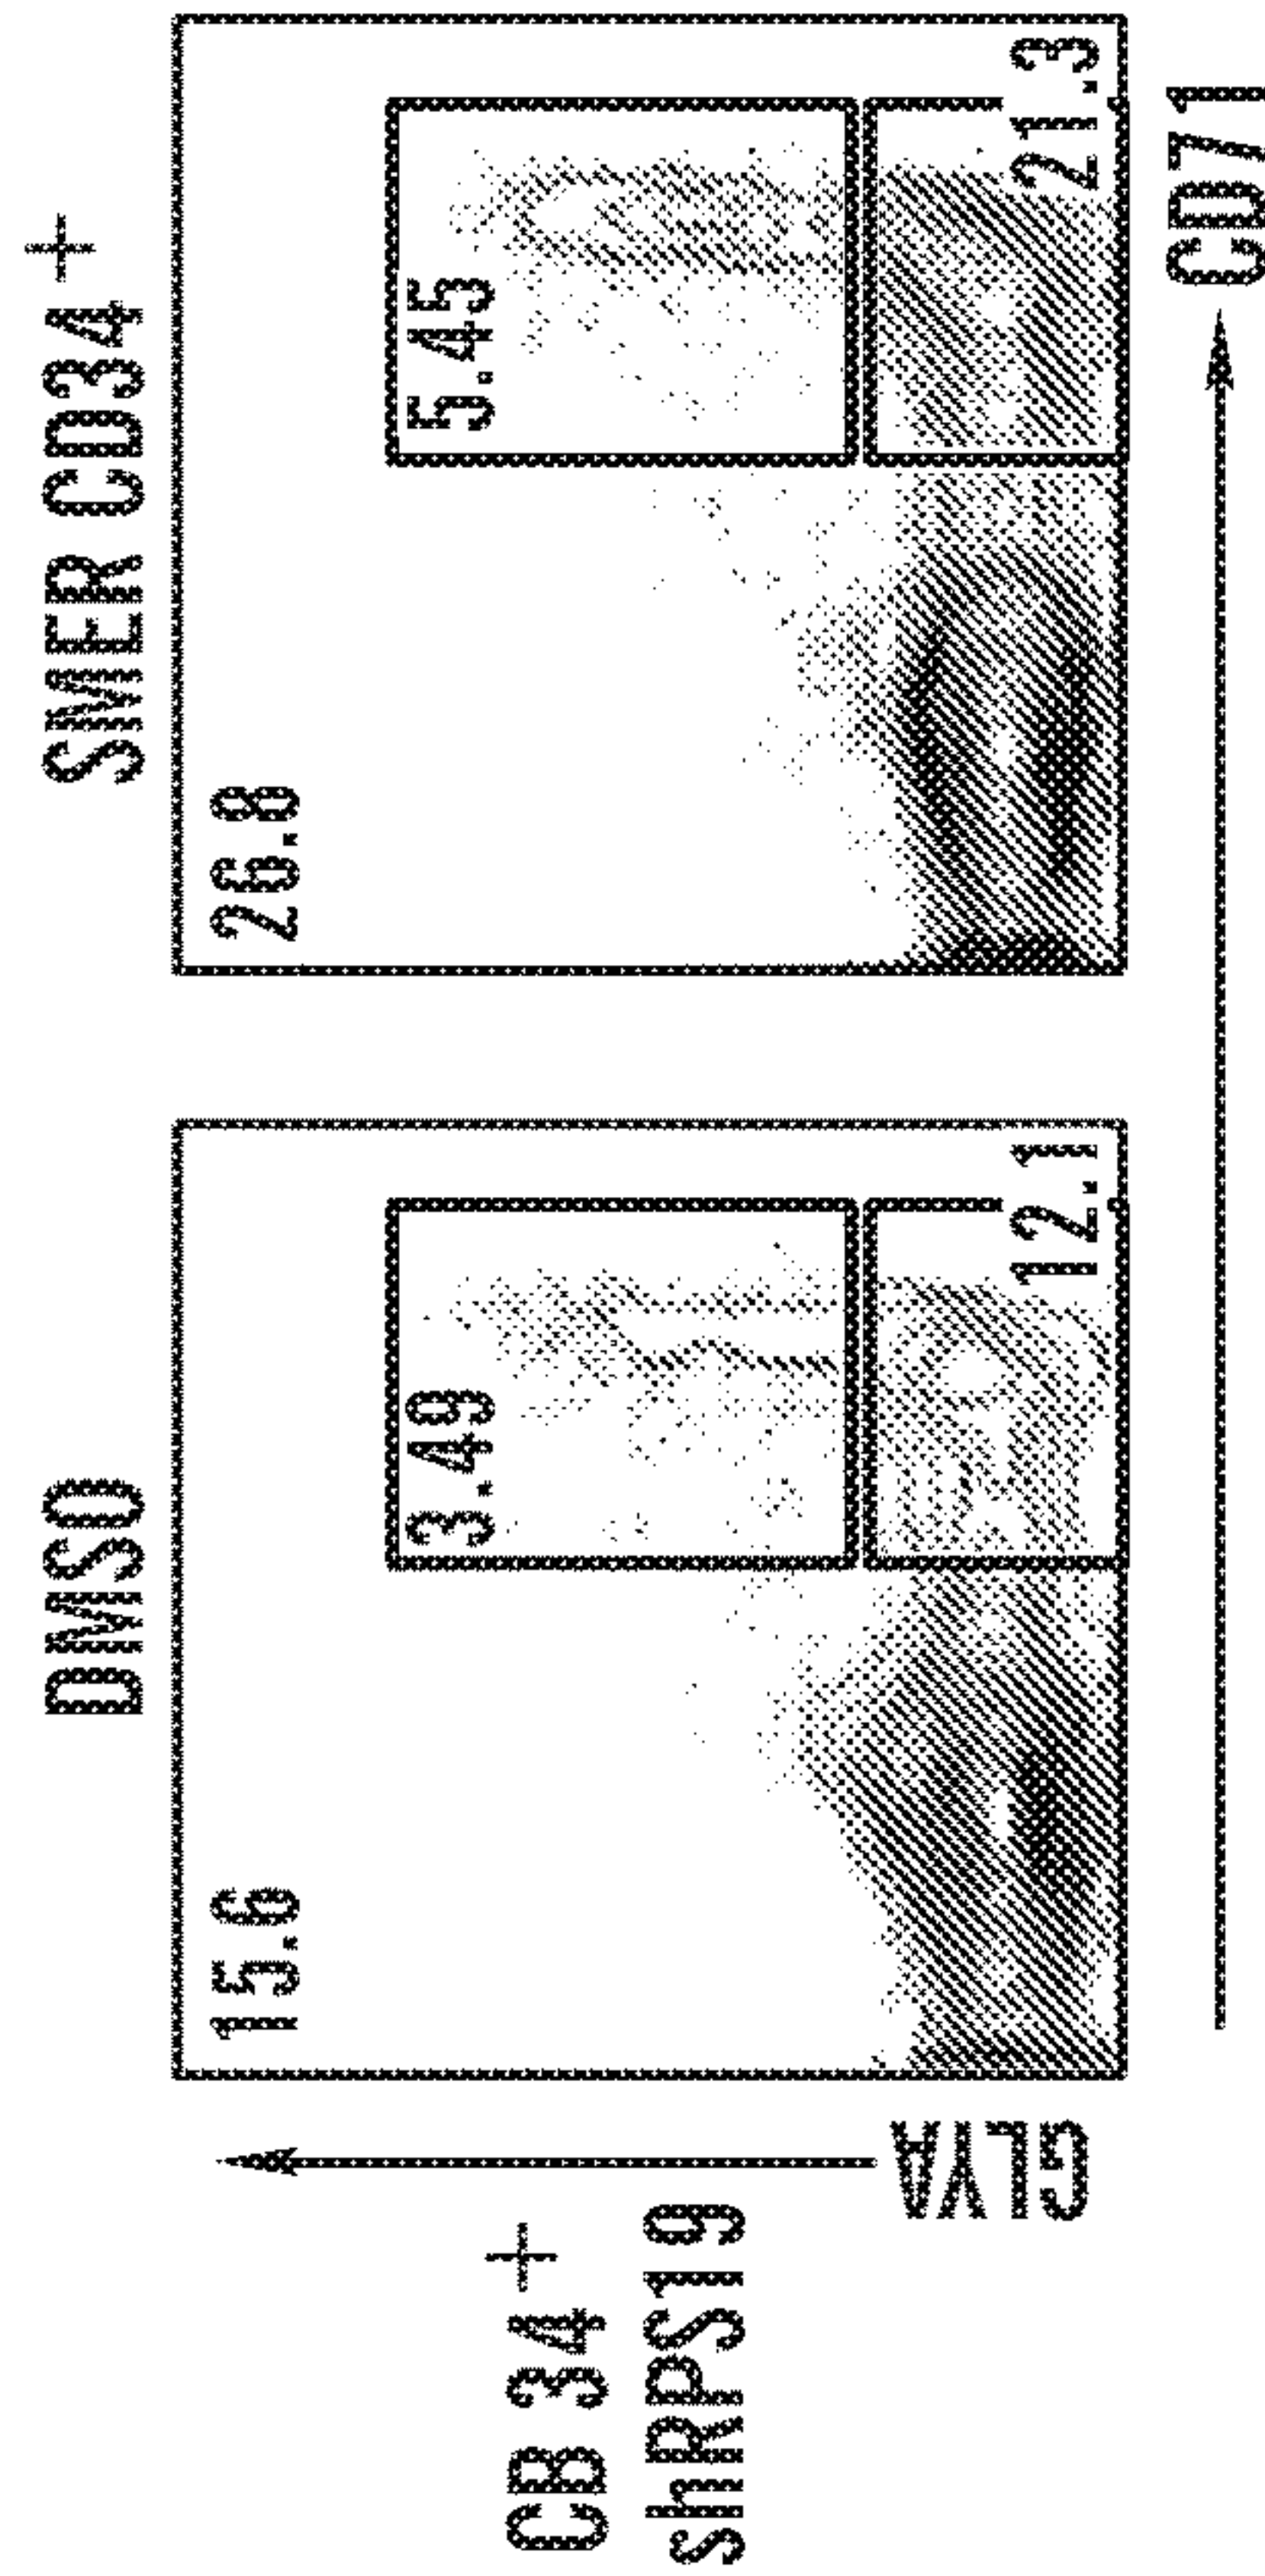 DMSO
SMER CD34+
CB 34+
shRPS19
GLYA
15.6
3.49
12.1
26.8
5.45
21.3
CD71